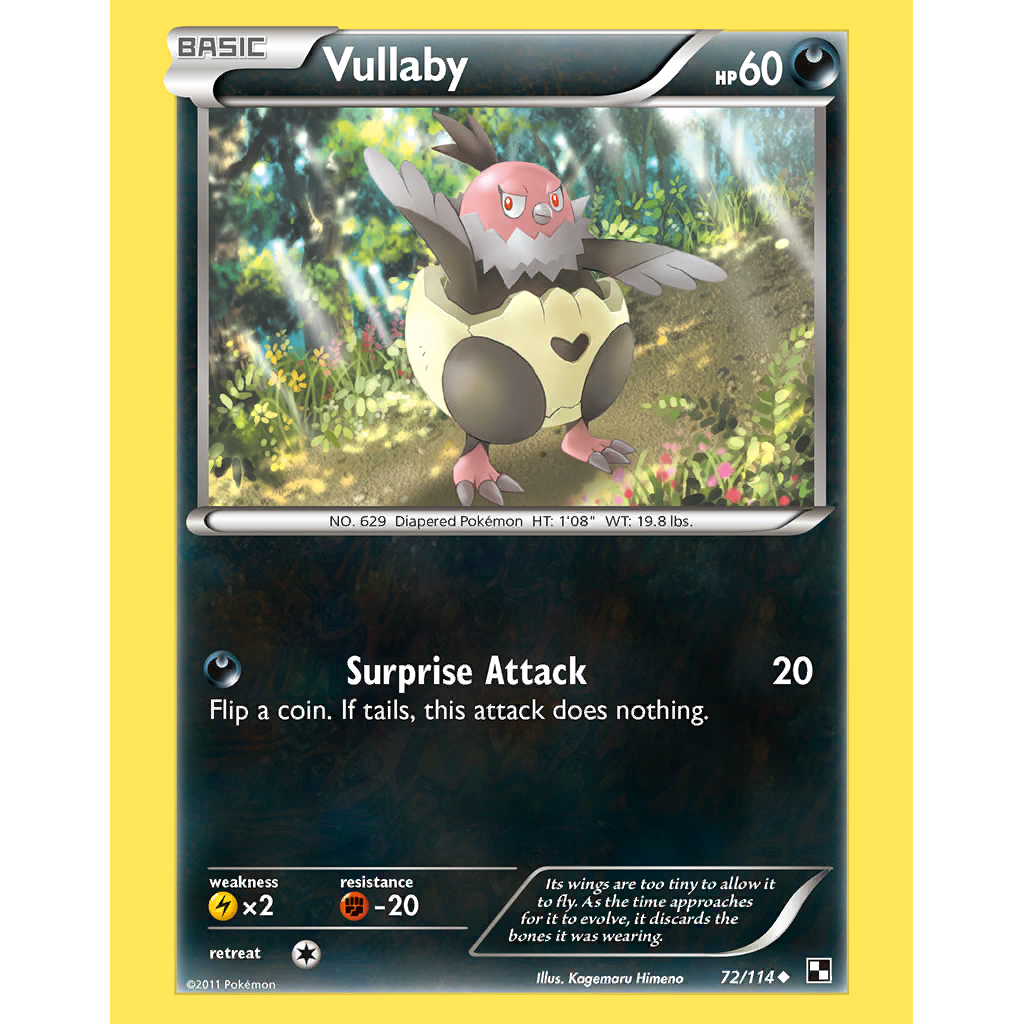 BASIC
Vullaby
HP60
NO. 629 Diapered Pokémon HT: 1'08" WT: 19.8 lbs.
Surprise Attack 20
Flip a coin. If tails, this attack does nothing.
weakness resistance
×2 -20
Its wings are too tiny to allow it
to fly. As the time approaches
for it to evolve, it discards the
bones it was wearing.
retreat
©2011 Pokémon
Illus. Kagemaru Himeno
72/114